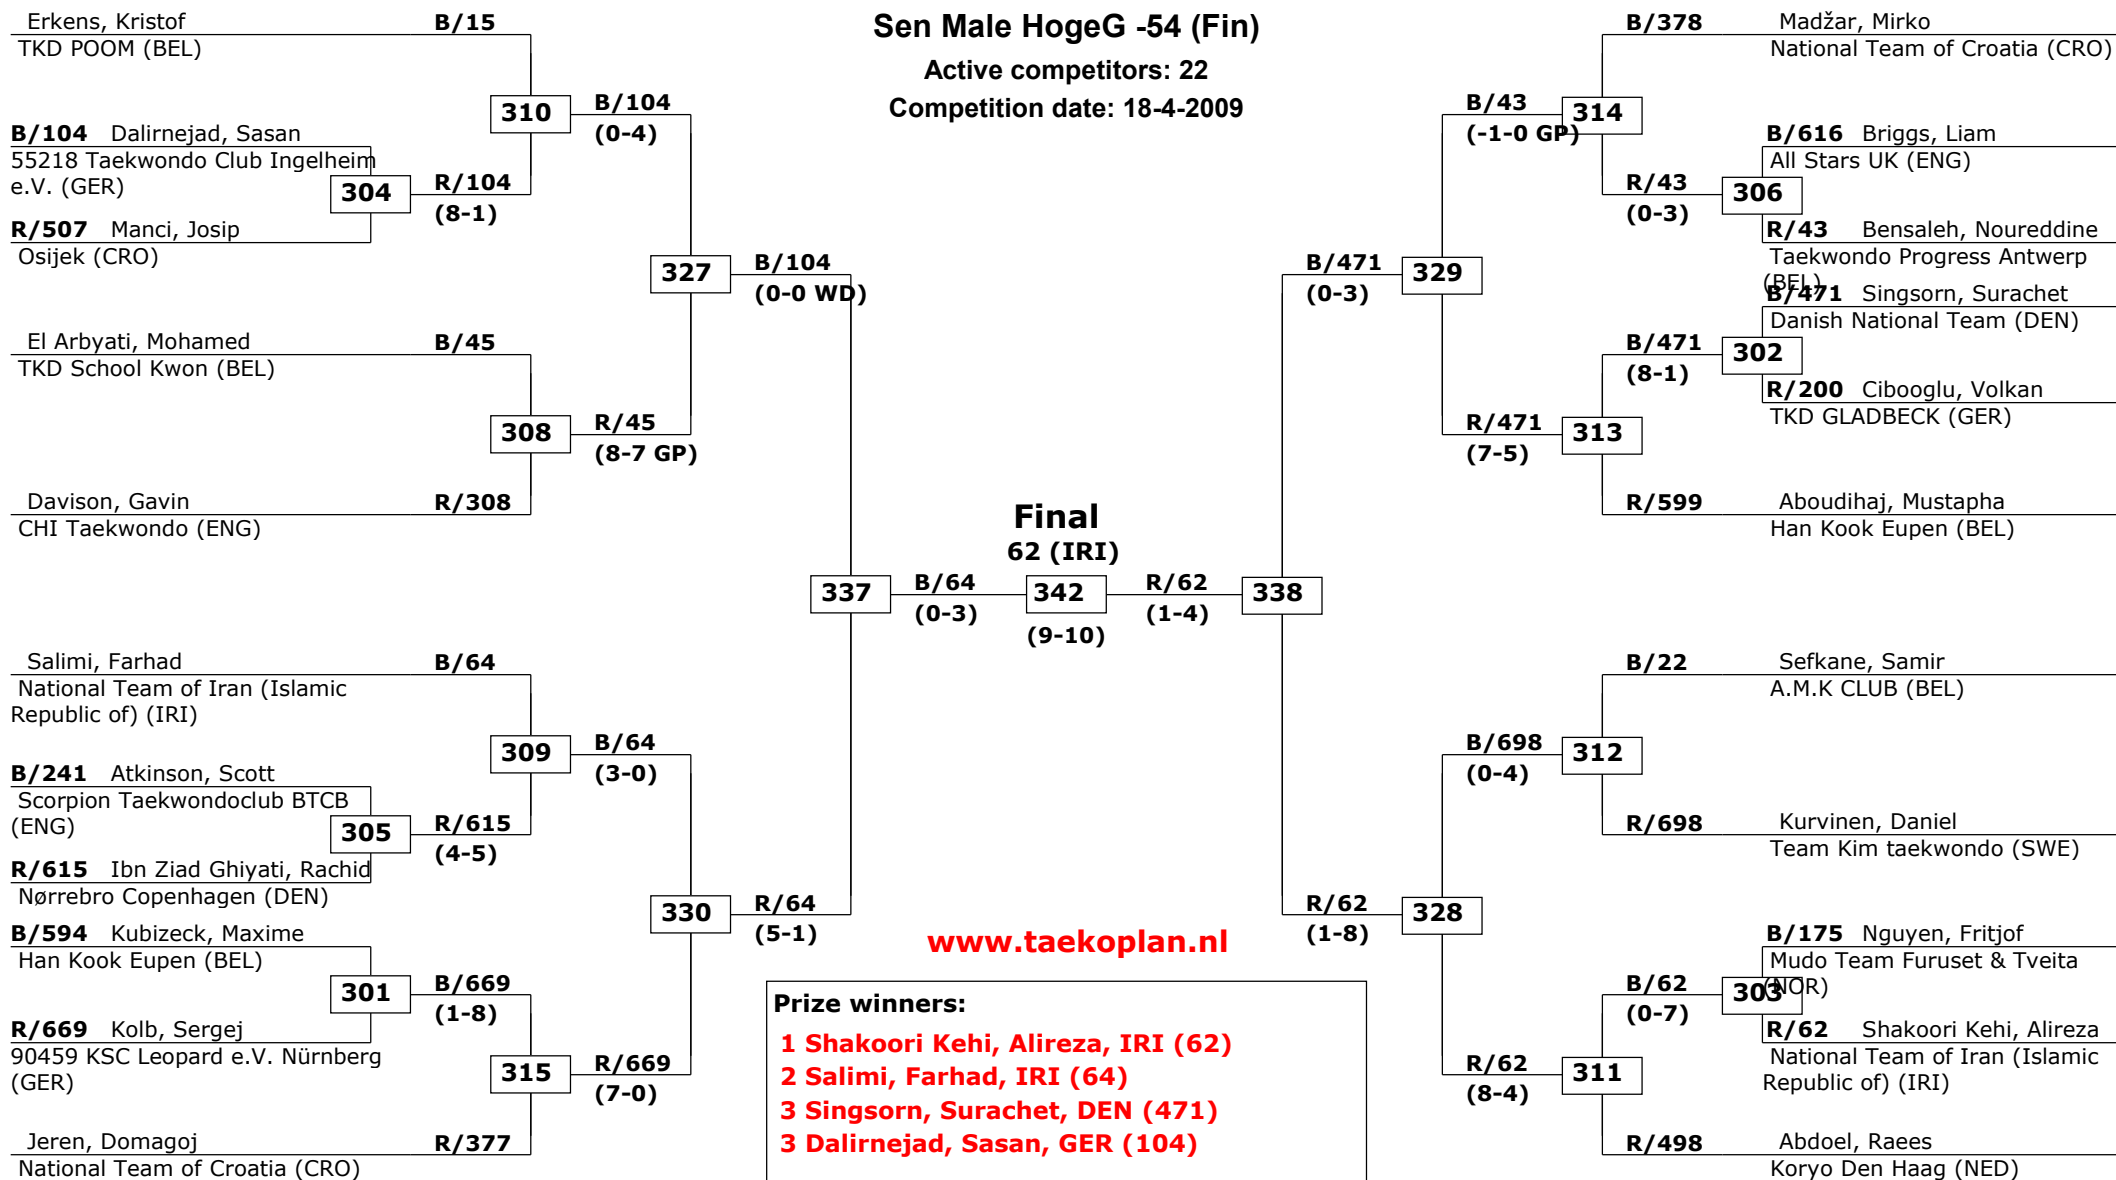 Sen Male HogeG -54 (Fin)
Active competitors: 22
Competition date: 18-4-2009
Erkens, Kristof B/15
TKD POOM (BEL)
310
B/104
(0-4)
B/104 Dalirnejad, Sasan
55218 Taekwondo Club Ingelheim
e.V. (GER)
304
R/104
(8-1)
R/507 Manci, Josip
Osijek (CRO)
327
B/104
(0-0 WD)
El Arbyati, Mohamed B/45
TKD School Kwon (BEL)
308
R/45
(8-7 GP)
Davison, Gavin R/308
CHI Taekwondo (ENG)
337
B/64
(0-3)
Salimi, Farhad B/64
National Team of Iran (Islamic
Republic of) (IRI)
309
B/64
(3-0)
B/241 Atkinson, Scott
Scorpion Taekwondoclub BTCB
(ENG)
305
R/615
(4-5)
R/615 Ibn Ziad Ghiyati, Rachid
Nørrebro Copenhagen (DEN)
330
R/64
(5-1)
B/594 Kubizeck, Maxime
Han Kook Eupen (BEL)
301
B/669
(1-8)
R/669 Kolb, Sergej
90459 KSC Leopard e.V. Nürnberg
(GER)
315
R/669
(7-0)
Jeren, Domagoj R/377
National Team of Croatia (CRO)
Final
62 (IRI)
342
(9-10)
B/378 Madžar, Mirko
National Team of Croatia (CRO)
B/43
(-1-0 GP)
314
B/616 Briggs, Liam
All Stars UK (ENG)
R/43
(0-3)
306
R/43 Bensaleh, Noureddine
Taekwondo Progress Antwerp
(BEL)
B/471
(0-3)
329
B/471 Singsorn, Surachet
Danish National Team (DEN)
B/471
(8-1)
302
R/200 Cibooglu, Volkan
TKD GLADBECK (GER)
R/471
(7-5)
313
R/599 Aboudihaj, Mustapha
Han Kook Eupen (BEL)
R/62
(1-4)
338
B/22 Sefkane, Samir
A.M.K CLUB (BEL)
B/698
(0-4)
312
R/698 Kurvinen, Daniel
Team Kim taekwondo (SWE)
R/62
(1-8)
328
B/175 Nguyen, Fritjof
Mudo Team Furuset & Tveita
(NOR)
B/62
(0-7)
303
R/62 Shakoori Kehi, Alireza
National Team of Iran (Islamic
Republic of) (IRI)
R/62
(8-4)
311
R/498 Abdoel, Raees
Koryo Den Haag (NED)
www.taekoplan.nl
Prize winners:
1 Shakoori Kehi, Alireza, IRI (62)
2 Salimi, Farhad, IRI (64)
3 Singsorn, Surachet, DEN (471)
3 Dalirnejad, Sasan, GER (104)